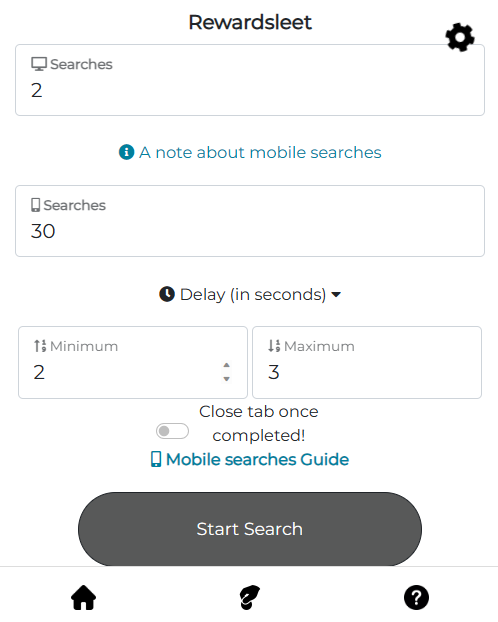 Rewardsleet
Searches
2
A note about mobile searches
Searches
30
Delay (in seconds)
Minimum
Maximum
2
3
Close tab once
completed!
Mobile searches Guide
Start Search